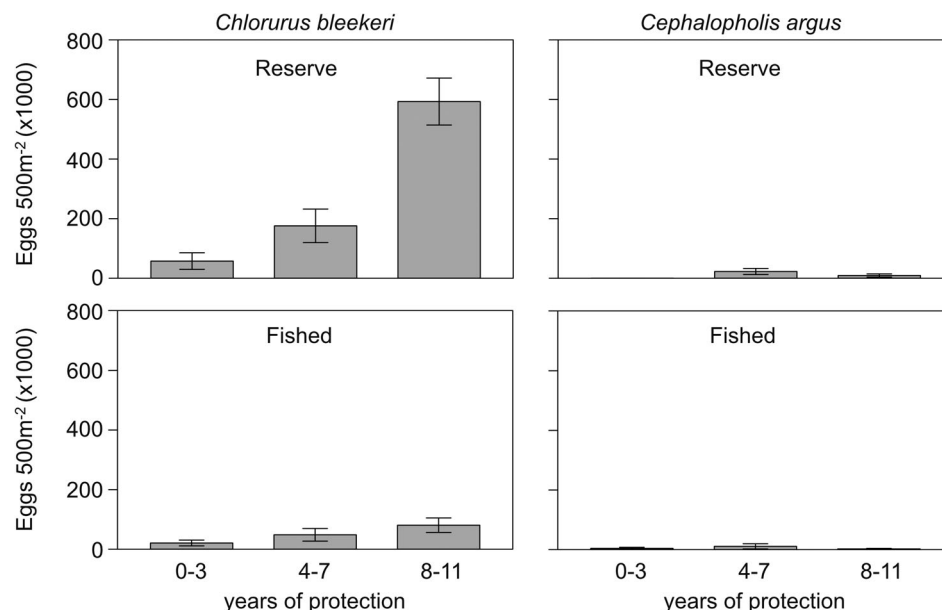 Chlorurus bleekeri
Cephalopholis argus
800
600
400
200
0
Eggs 500m⁻² (x1000)
Reserve
Reserve
800
600
400
200
0
Eggs 500m⁻² (x1000)
Fished
Fished
0-3 4-7 8-11
years of protection
0-3 4-7 8-11
years of protection